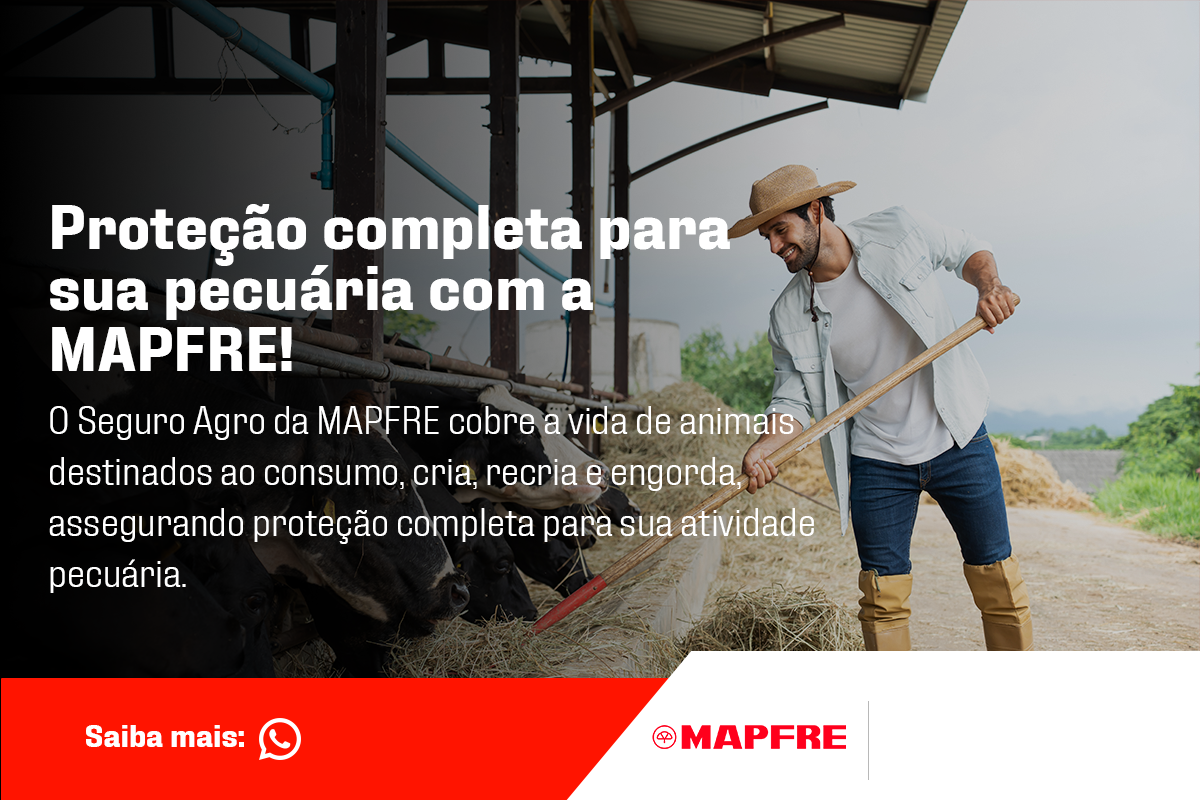 Proteção completa para
sua pecuária com a
MAPFRE!
O Seguro Agro da MAPFRE cobre a vida de animais
destinados ao consumo, cria, recria e engorda,
assegurando proteção completa para sua atividade
pecuária.
Saiba mais:
MAPFRE